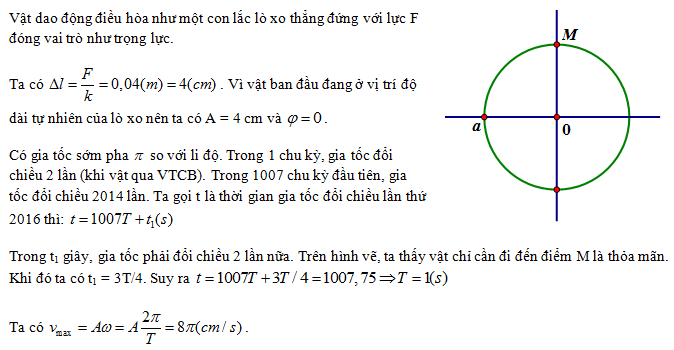 Vật dao động điều hòa như một con lắc lò xo thẳng đứng với lực F
đóng vai trò như trọng lực.
Ta có Δl = F/k = 0,04(m) = 4(cm) . Vì vật ban đầu đang ở vị trí độ
dài tự nhiên của lò xo nên ta có A = 4 cm và φ = 0 .
Có gia tốc sớm pha π so với li độ. Trong 1 chu kỳ, gia tốc đổi
chiều 2 lần (khi vật qua VTCB). Trong 1007 chu kỳ đầu tiên, gia
tốc đổi chiều 2014 lần. Ta gọi t là thời gian gia tốc đổi chiều lần thứ
2016 thì: t = 1007T + t₁(s)
M
a
0
Trong t₁ giây, gia tốc phải đổi chiều 2 lần nữa. Trên hình vẽ, ta thấy vật chỉ cần đi đến điểm M là thỏa mãn.
Khi đó ta có t₁ = 3T/4. Suy ra t = 1007T + 3T / 4 = 1007,75 ⇒ T = 1(s)
Ta có vmax = Aω = A 2π/T = 8π(cm/ s) .